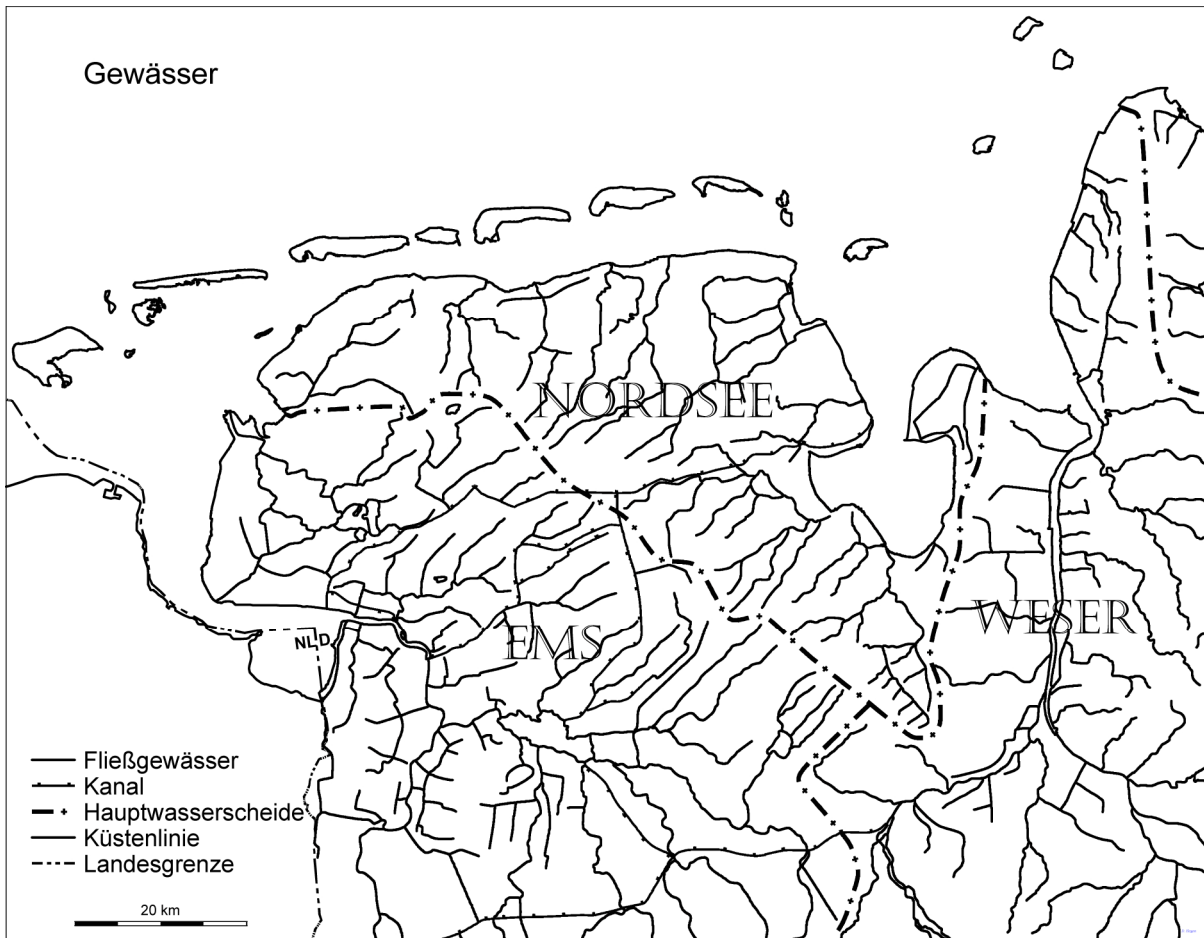 Gewässer
NORDSEE
WESER
EMS
NL D
Fließgewässer
Kanal
Hauptwasserscheide
Küstenlinie
Landesgrenze
20 km